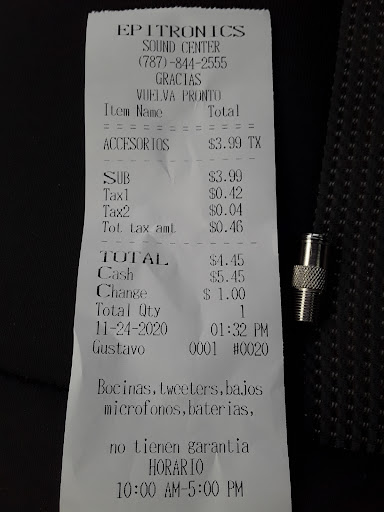 EPITRONICS
SOUND CENTER
(787)-844-2555
GRACIAS
VUELVA PRONTO
Item Name Total
= = = = = = = = = = = = =
ACCESORIOS $3.99 TX
- - - - - - - - - - - - -
SUB $3.99
Tax1 $0.42
Tax2 $0.04
Tot tax amt $0.46
- - - - - - - - - - - - -
TOTAL $4.45
Cash $5.45
Change $ 1.00
Total Qty 1
11-24-2020 01:32 PM
Gustavo 0001 #0020
Bocinas,tweeters,bajos
microfonos,baterias,
no tienen garantia
HORARIO
10:00 AM-5:00 PM